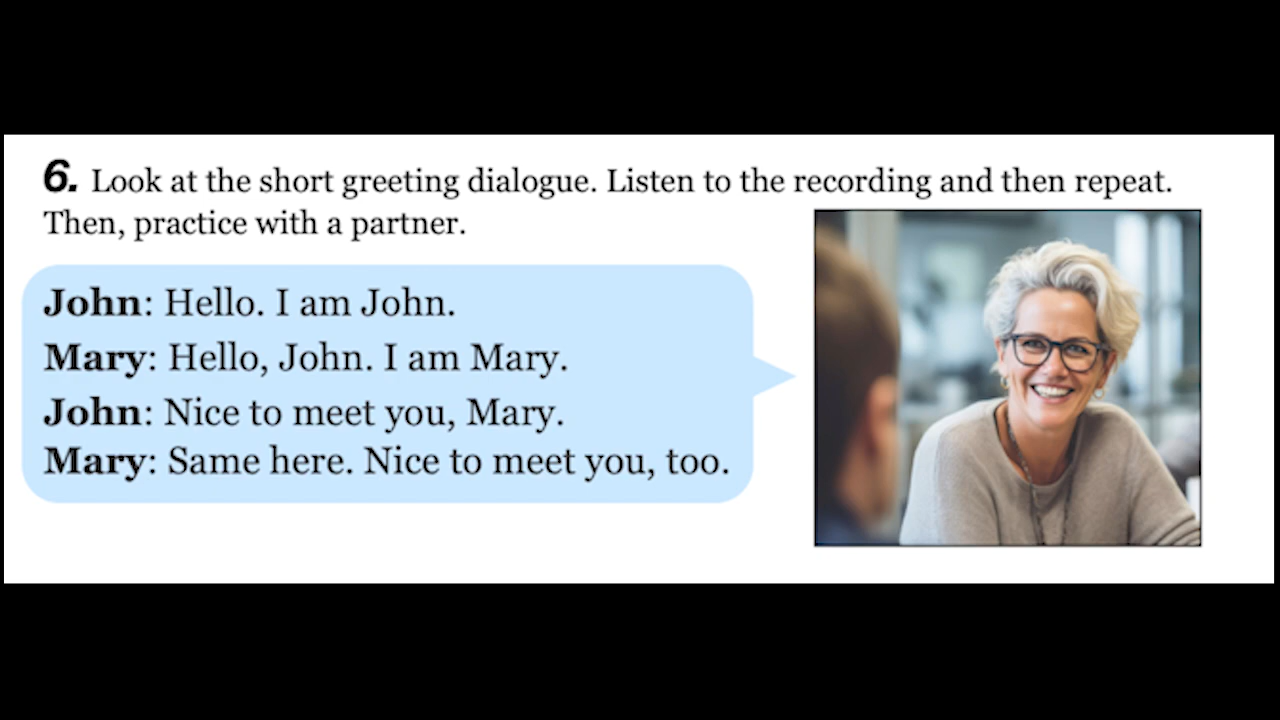 6. Look at the short greeting dialogue. Listen to the recording and then repeat.
Then, practice with a partner.
John: Hello. I am John.
Mary: Hello, John. I am Mary.
John: Nice to meet you, Mary.
Mary: Same here. Nice to meet you, too.